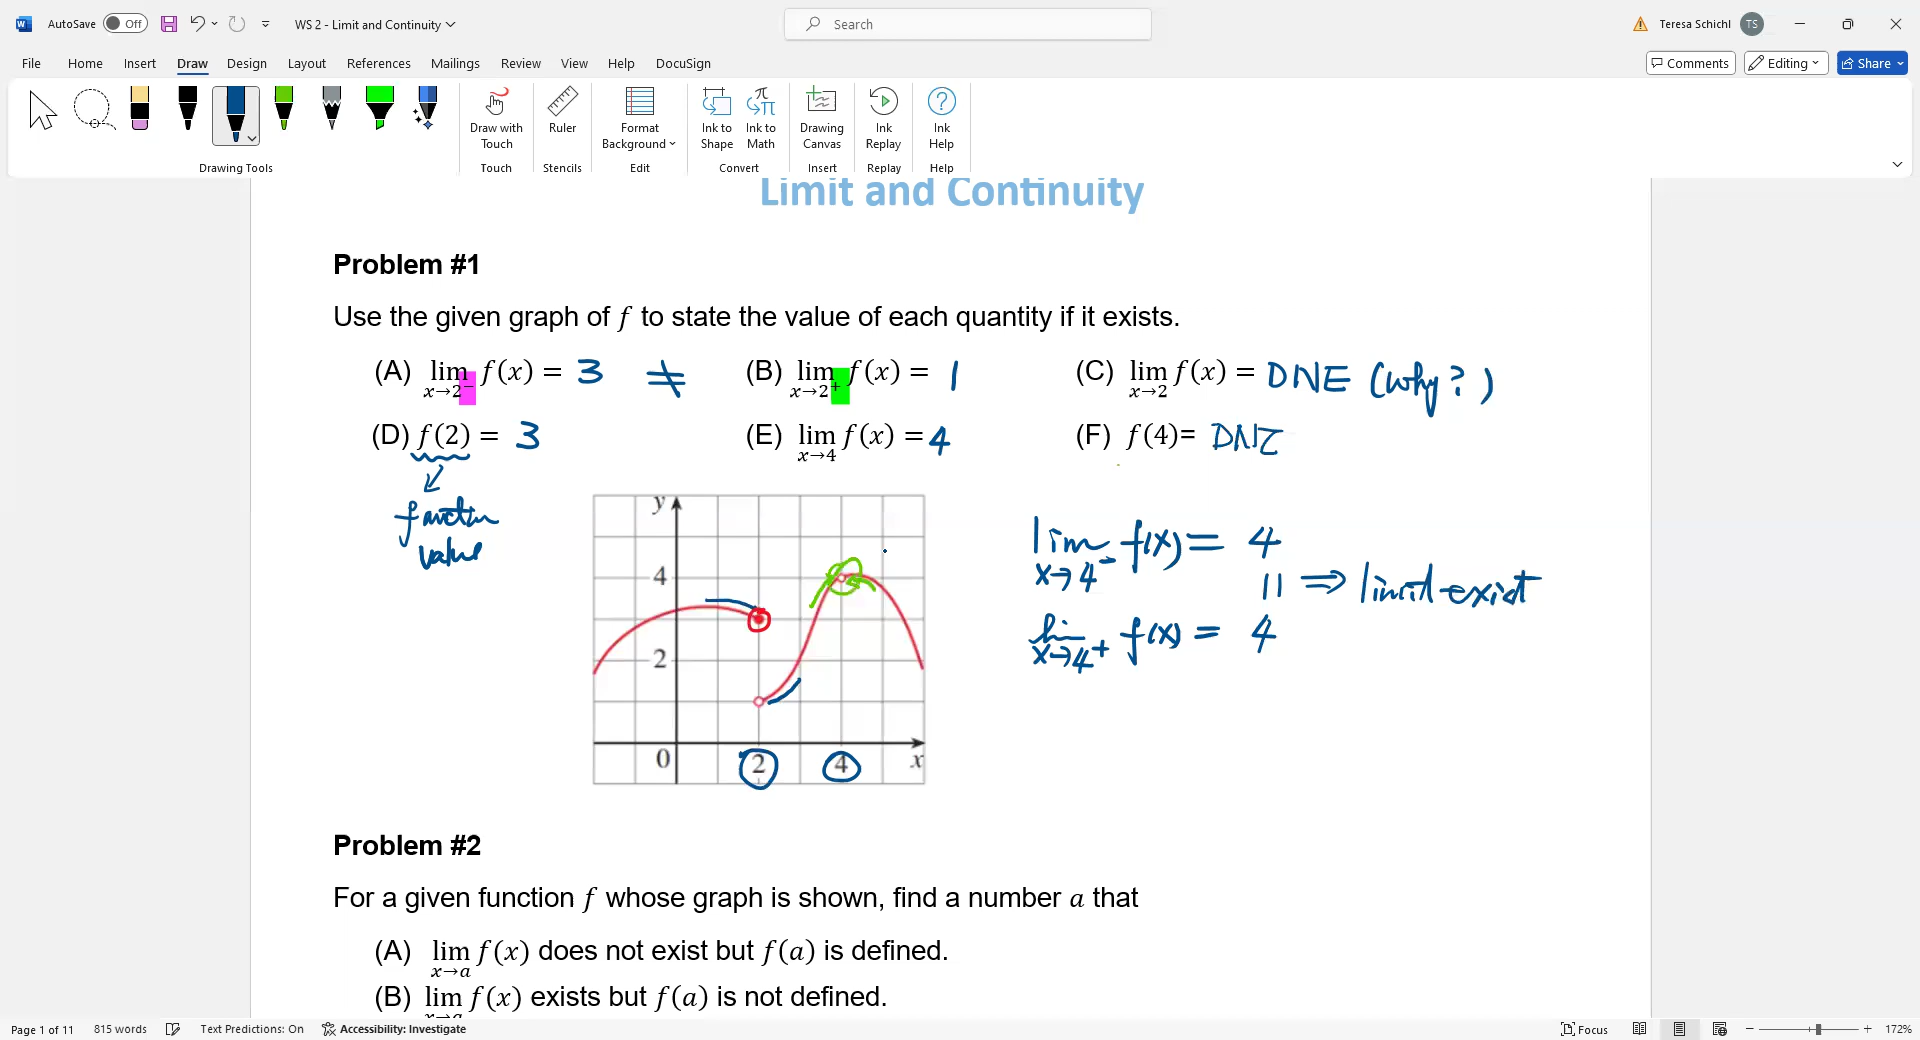 AutoSave Off WS 2 - Limit and Continuity Search Teresa Schichl TS
File Home Insert Draw Design Layout References Mailings Review View Help DocuSign Comments Editing Share
Draw with Touch Ruler Format Background Ink to Shape Ink to Math Drawing Canvas Ink Replay Ink Help
Drawing Tools Touch Stencils Edit Convert Insert Replay Help
Limit and Continuity
Problem #1
Use the given graph of f to state the value of each quantity if it exists.
(A) lim x→2⁻ f(x) = 3 ≠ (B) lim x→2⁺ f(x) = 1 (C) lim x→2 f(x) = DNE (why?)
(D) f(2) = 3 (E) lim x→4 f(x) = 4 (F) f(4)= DNE
function
value
y
4
2
0 2 4 x
lim x→4⁻ f(x) = 4
|| ⇒ limit exist
lim x→4⁺ f(x) = 4
Problem #2
For a given function f whose graph is shown, find a number a that
(A) lim x→a f(x) does not exist but f(a) is defined.
(B) lim x→a f(x) exists but f(a) is not defined.
Page 1 of 11 815 words Text Predictions: On Accessibility: Investigate Focus 172%